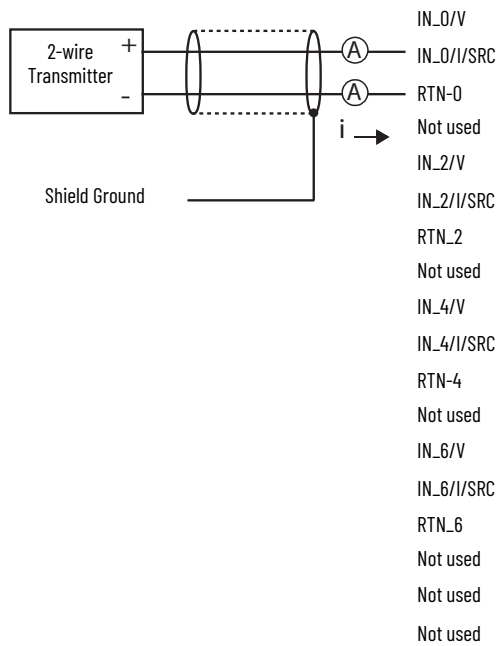 2-wire
Transmitter
+
-
A
A
i
Shield Ground
IN_0/V
IN_0/I/SRC
RTN-0
Not used
IN_2/V
IN_2/I/SRC
RTN_2
Not used
IN_4/V
IN_4/I/SRC
RTN-4
Not used
IN_6/V
IN_6/I/SRC
RTN_6
Not used
Not used
Not used